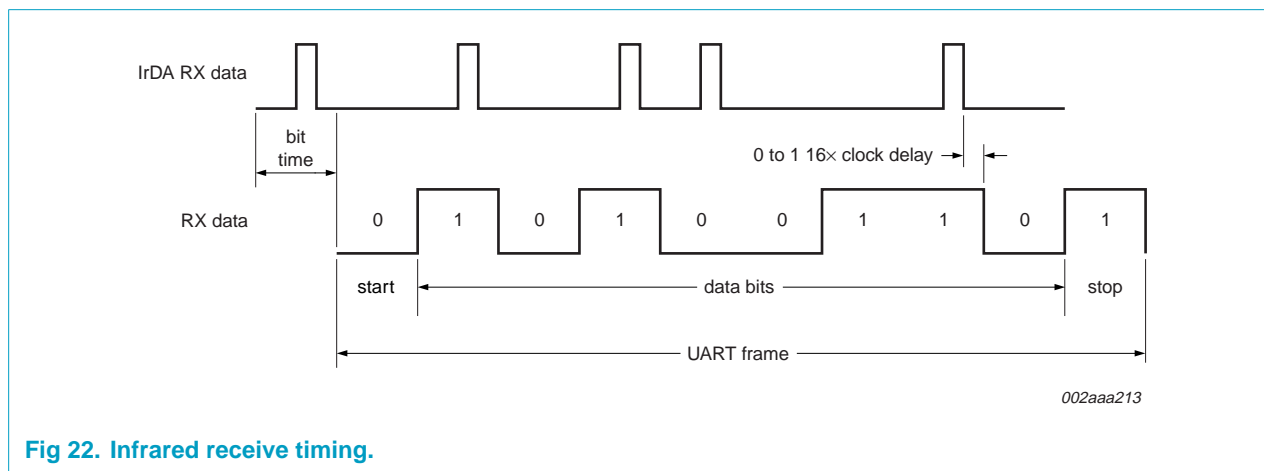 IrDA RX data
bit
time
0 to 1 16× clock delay
RX data
0 1 0 1 0 0 1 1 0 1
start data bits stop
UART frame
002aaa213
Fig 22. Infrared receive timing.